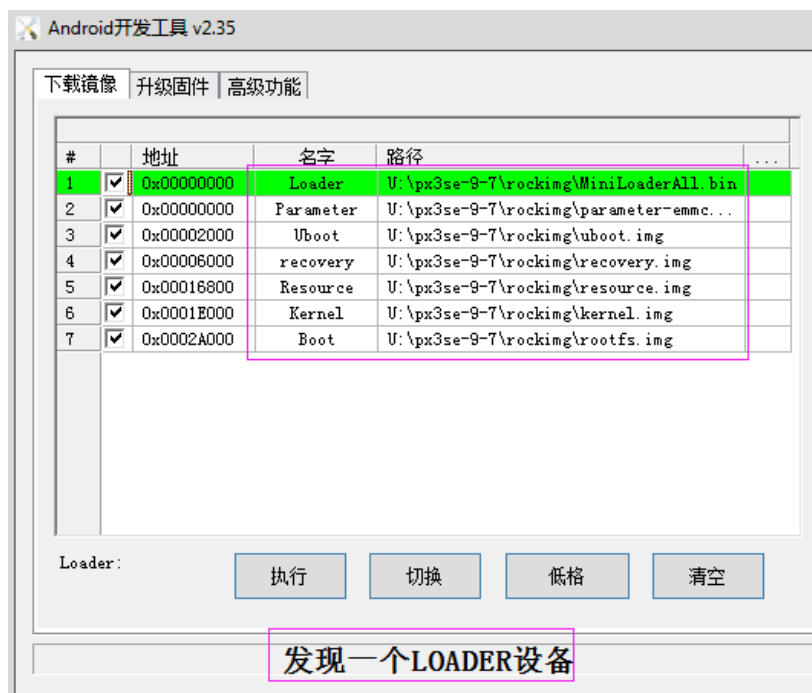 Android开发工具 v2.35
下载镜像 升级固件 高级功能
# 地址 名字 路径 ...
1 0x00000000 Loader U:\px3se-9-7\rockimg\MiniLoaderAll.bin
2 0x00000000 Parameter U:\px3se-9-7\rockimg\parameter-emmc...
3 0x00002000 Uboot U:\px3se-9-7\rockimg\uboot.img
4 0x00006000 recovery U:\px3se-9-7\rockimg\recovery.img
5 0x00016800 Resource U:\px3se-9-7\rockimg\resource.img
6 0x0001E000 Kernel U:\px3se-9-7\rockimg\kernel.img
7 0x0002A000 Boot U:\px3se-9-7\rockimg\rootfs.img
Loader: 执行 切换 低格 清空
发现一个LOADER设备